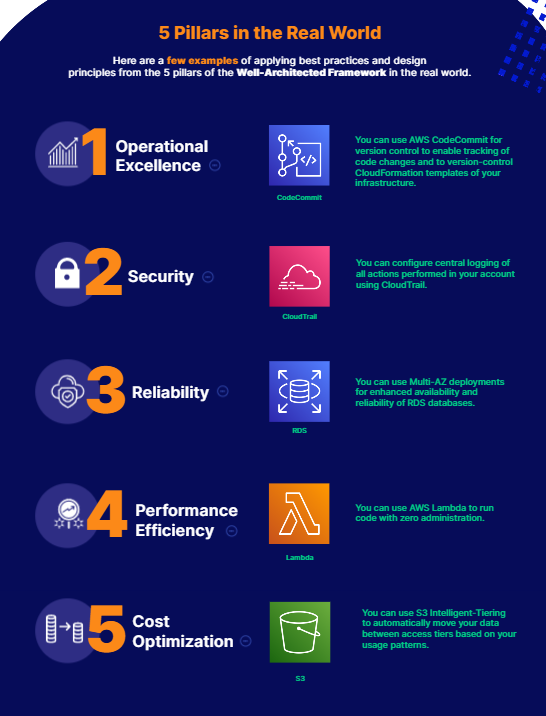 5 Pillars in the Real World
Here are a few examples of applying best practices and design
principles from the 5 pillars of the Well-Architected Framework in the real world.
1
Operational
Excellence
CodeCommit
You can use AWS CodeCommit for
version control to enable tracking of
code changes and to version-control
CloudFormation templates of your
infrastructure.
2
Security
CloudTrail
You can configure central logging of
all actions performed in your account
using CloudTrail.
3
Reliability
RDS
You can use Multi-AZ deployments
for enhanced availability and
reliability of RDS databases.
4
Performance
Efficiency
Lambda
You can use AWS Lambda to run
code with zero administration.
5
Cost
Optimization
S3
You can use S3 Intelligent-Tiering
to automatically move your data
between access tiers based on your
usage patterns.